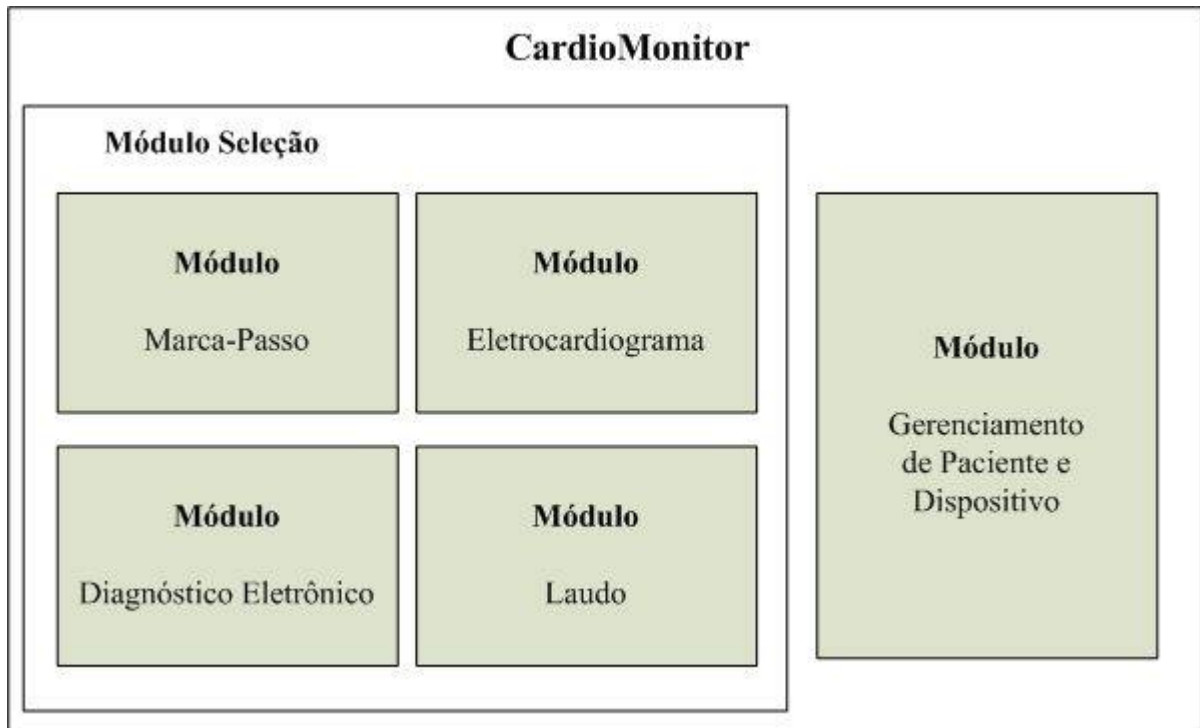 CardioMonitor
Módulo Seleção
Módulo
Marca-Passo
Módulo
Eletrocardiograma
Módulo
Diagnóstico Eletrônico
Módulo
Laudo
Módulo
Gerenciamento
de Paciente e
Dispositivo